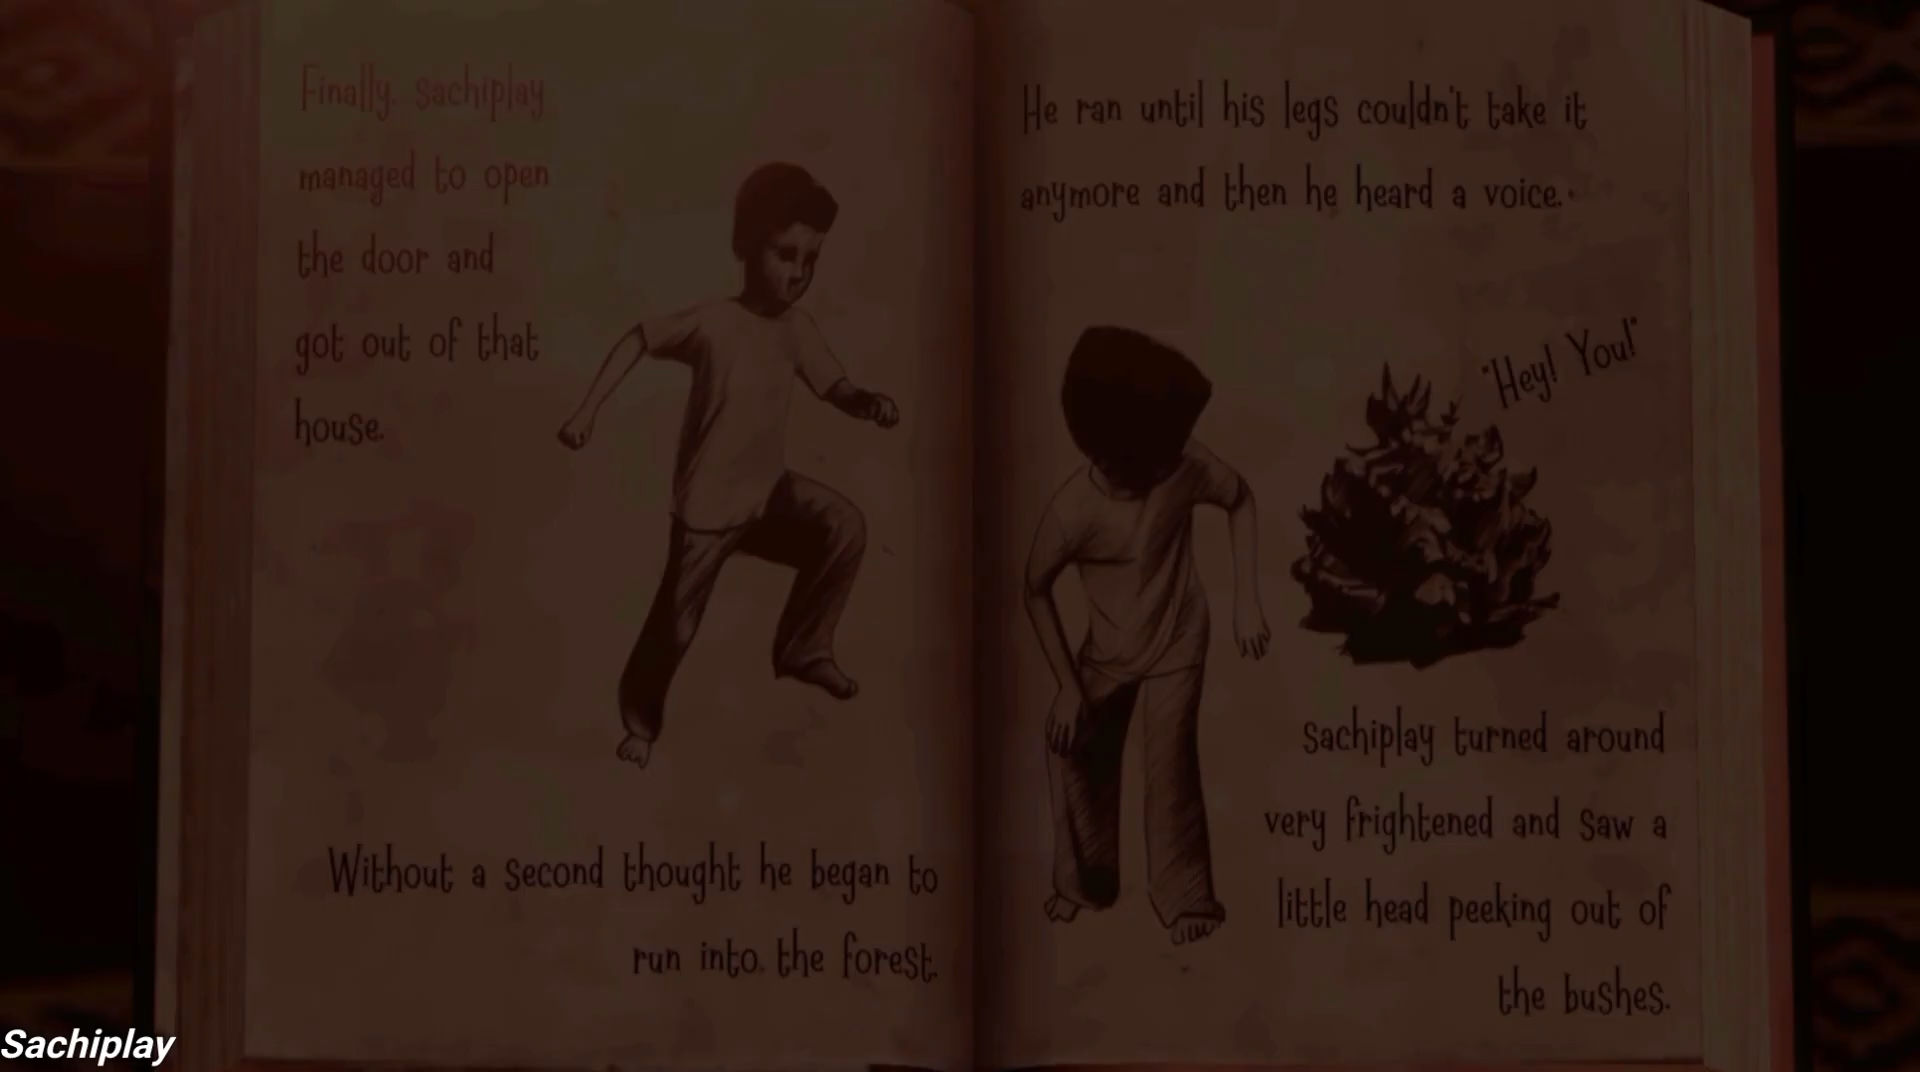 Finally, sachiplay
managed to open
the door and
got out of that
house.
Without a second thought he began to
run into the forest.
He ran until his legs couldn't take it
anymore and then he heard a voice.
"Hey! You!"
sachiplay turned around
very frightened and saw a
little head peeking out of
the bushes.
Sachiplay